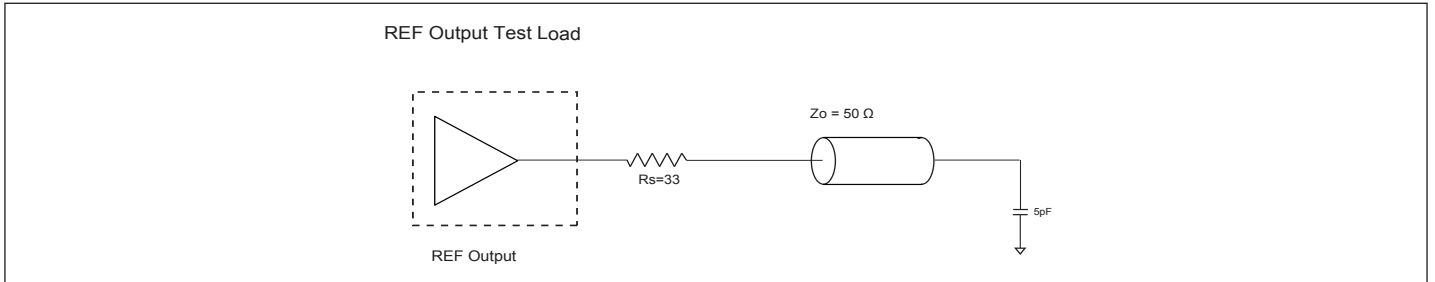 REF Output Test Load
Zo = 50 Ω
Rs=33
5pF
REF Output